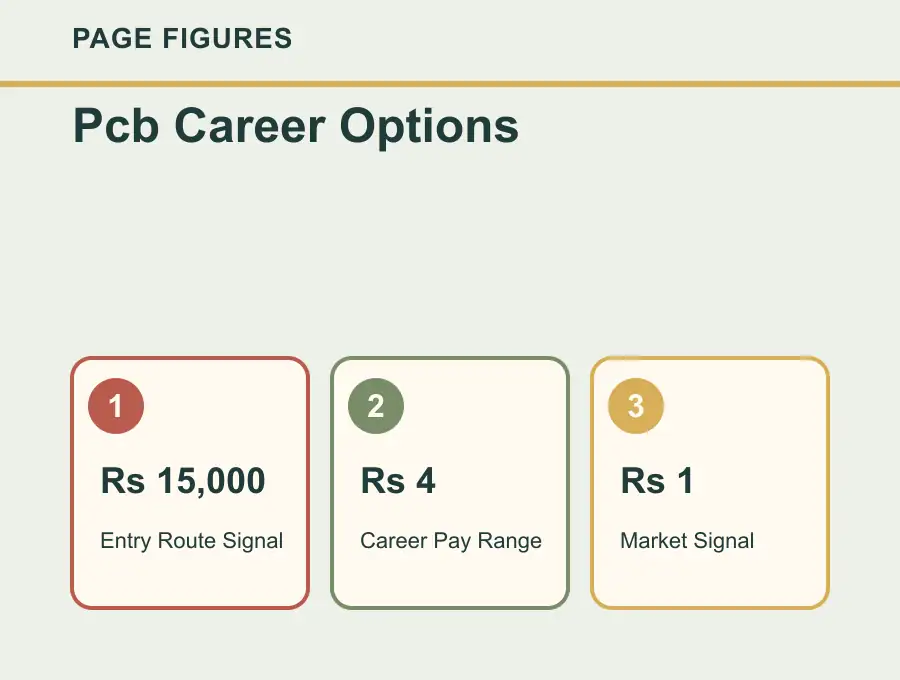 PAGE FIGURES
Pcb Career Options
1
2
3
Rs 15,000
Rs 4
Rs 1
Entry Route Signal
Career Pay Range
Market Signal